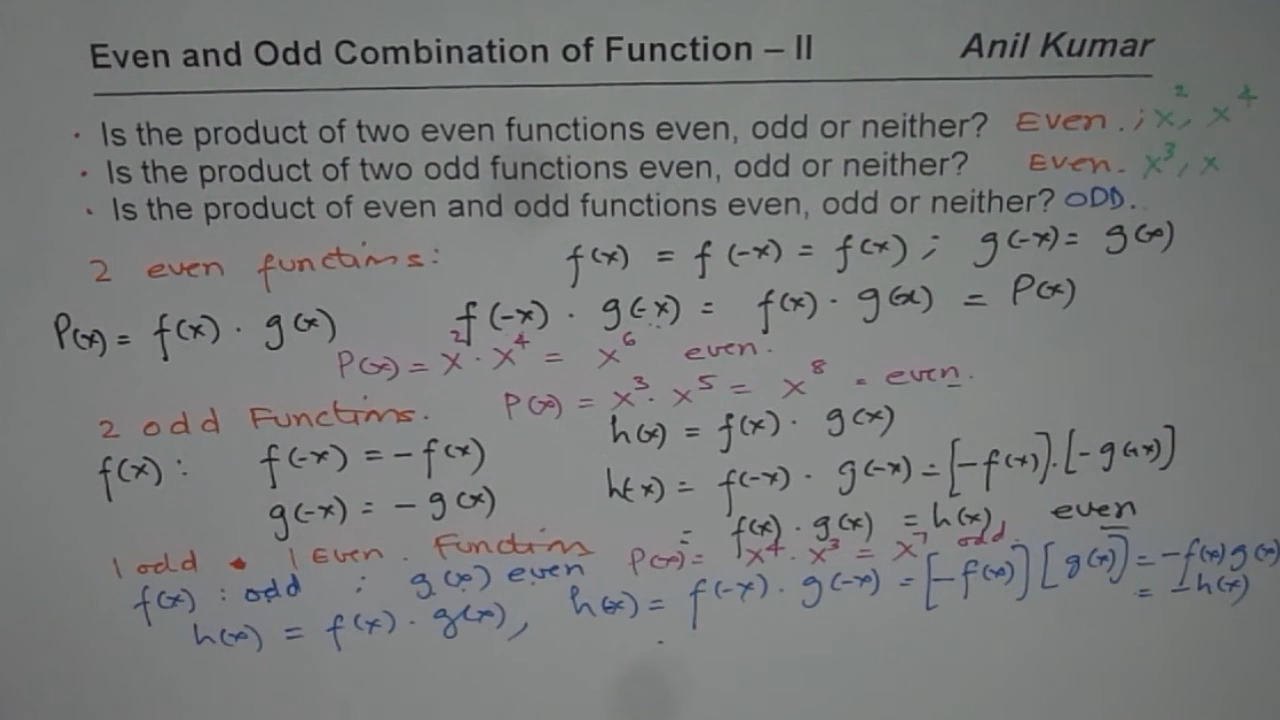 Even and Odd Combination of Function – II Anil Kumar
· Is the product of two even functions even, odd or neither? Even. ; x², x⁴
· Is the product of two odd functions even, odd or neither? Even. x³, x
· Is the product of even and odd functions even, odd or neither? ODD.
2 even functions: f(x) = f(-x) = f(x) ; g(-x) = g(x)
P(x) = f(x) · g(x) f(-x) · g(-x) = f(x) · g(x) = P(x)
P(x) = x² · x⁴ = x⁶ even.
P(x) = x³ · x⁵ = x⁸ = even.
2 odd Functions. h(x) = f(x) · g(x)
f(x) : f(-x) = -f(x)
h(-x) = f(-x) · g(-x) = [-f(x)] · [-g(x)]
g(-x) = -g(x)
= f(x) · g(x) = h(x), even
1 odd · 1 Even. Function P(x) = x⁴ · x³ = x⁷ odd.
f(x) : odd ; g(x) even
h(x) = f(x) · g(x), h(x) = f(-x) · g(-x) = [-f(x)] [g(x)] = -f(x) g(x)
= -h(x)